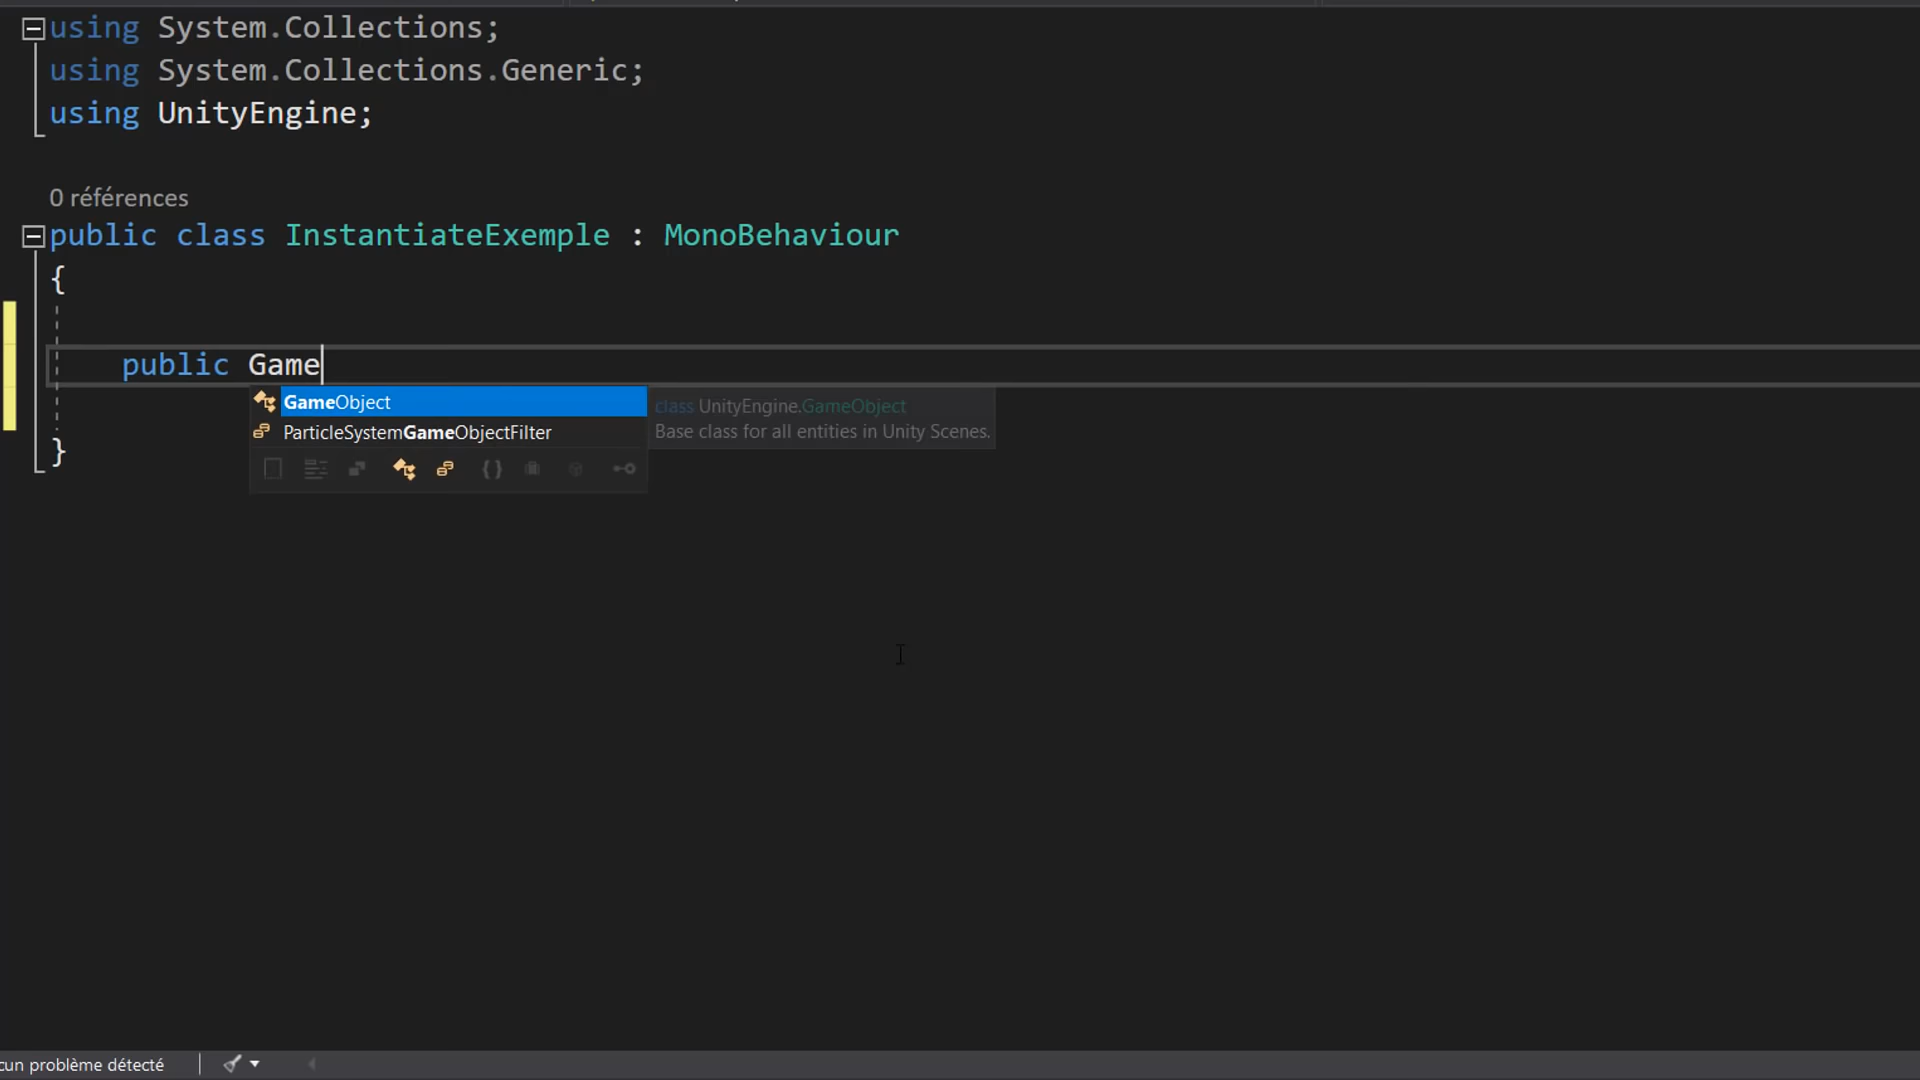 using System.Collections;
using System.Collections.Generic;
using UnityEngine;
0 références
public class InstantiateExemple : MonoBehaviour
{
public Game
GameObject
class UnityEngine.GameObject
ParticleSystemGameObjectFilter
Base class for all entities in Unity Scenes.
}
cun problème détecté